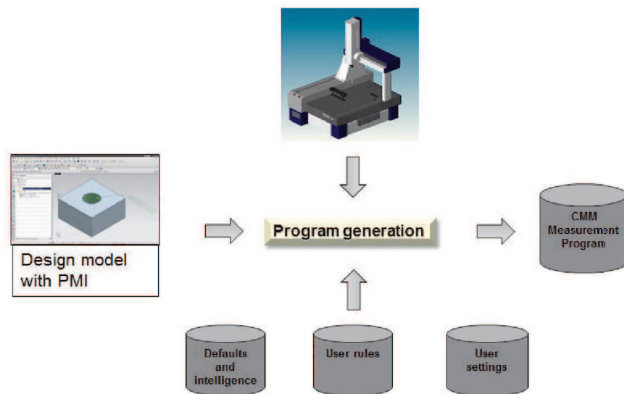 Program generation
CMM
Measurement
Program
Design model
with PMI
Defaults
and
intelligence
User rules
User
settings